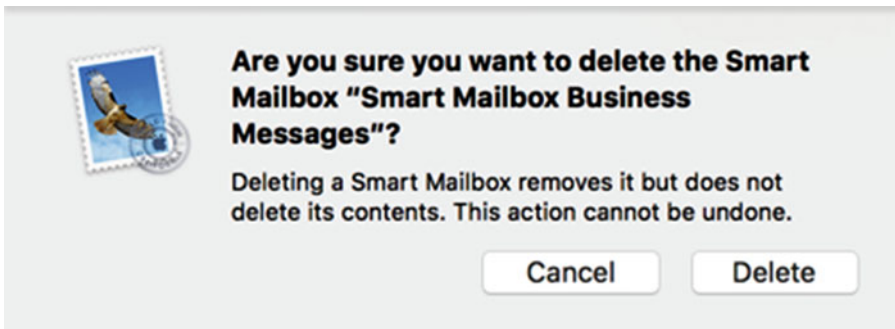 Are you sure you want to delete the Smart
Mailbox "Smart Mailbox Business
Messages"?
Deleting a Smart Mailbox removes it but does not
delete its contents. This action cannot be undone.
Cancel Delete